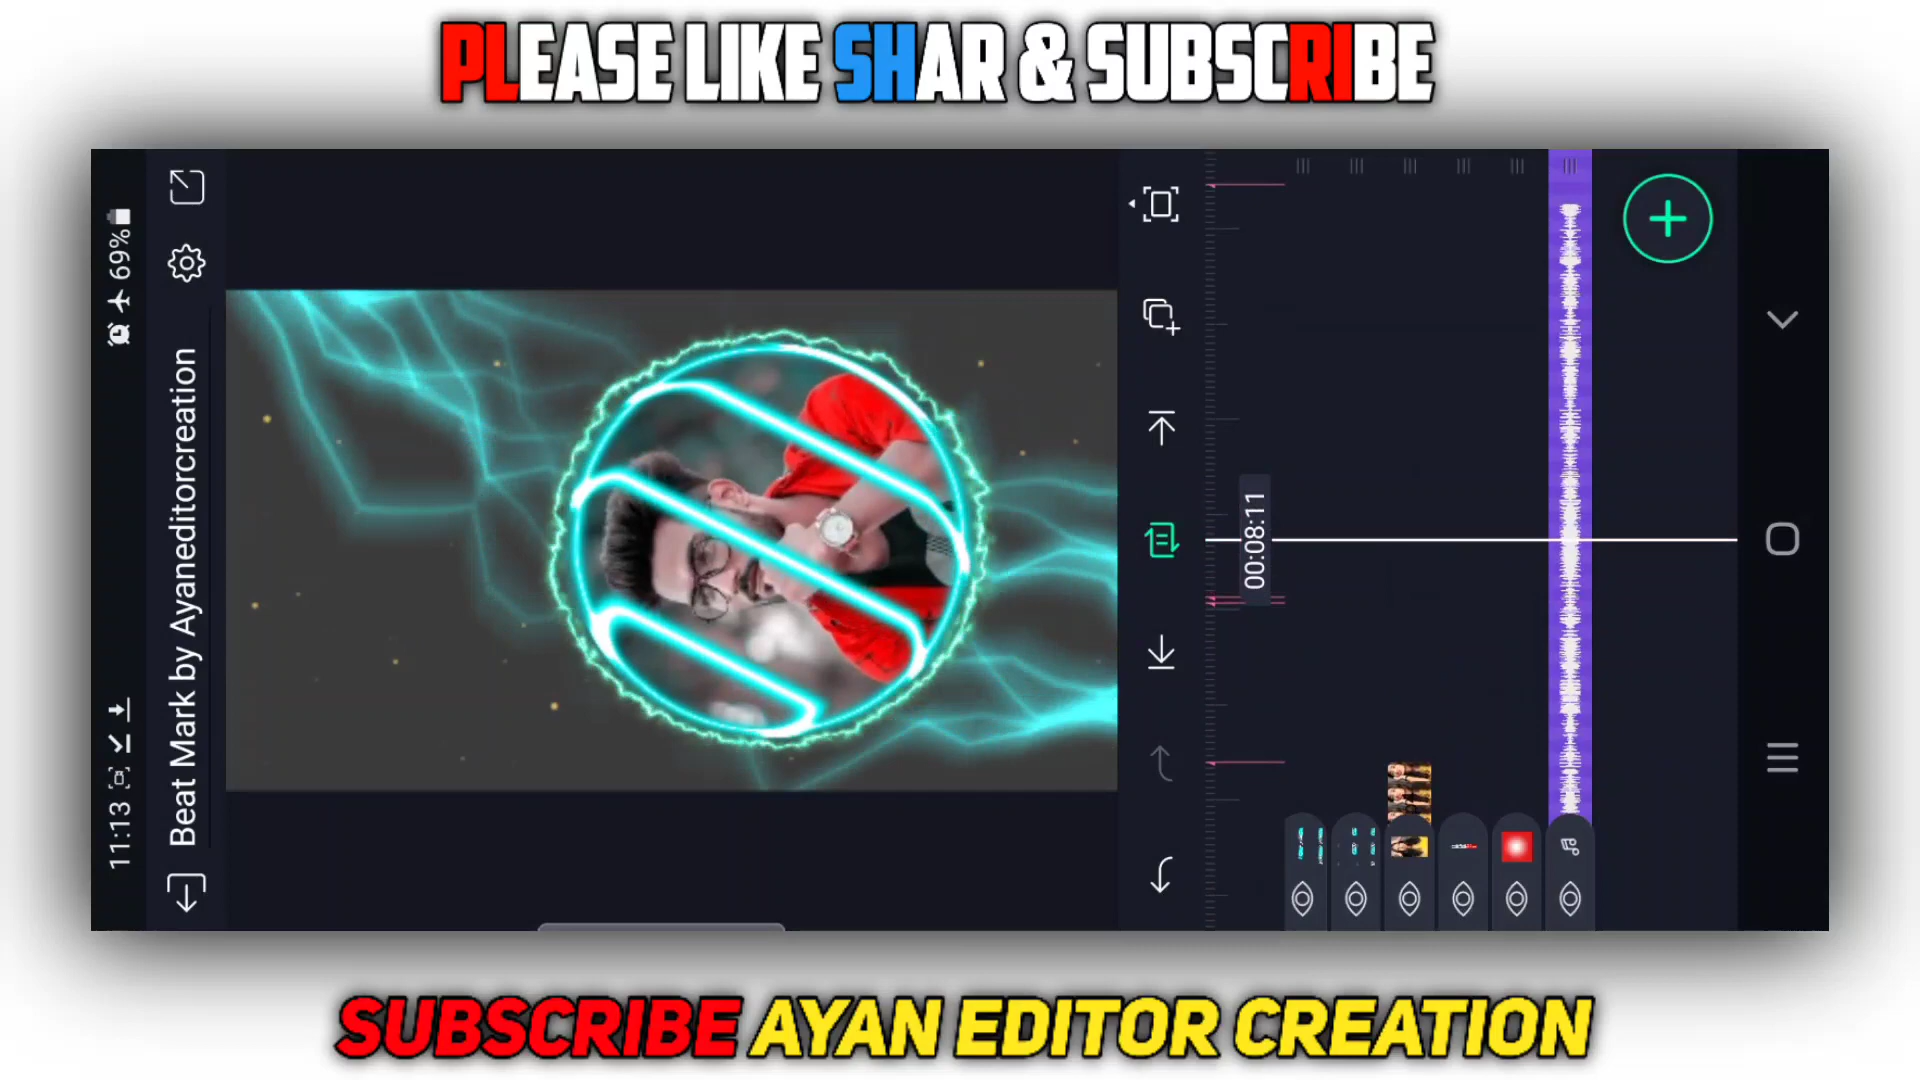 PLEASE LIKE SHAR & SUBSCRIBE
11:13
69%
Beat Mark by Ayaneditorcreation
00:08:11
SUBSCRIBE AYAN EDITOR CREATION